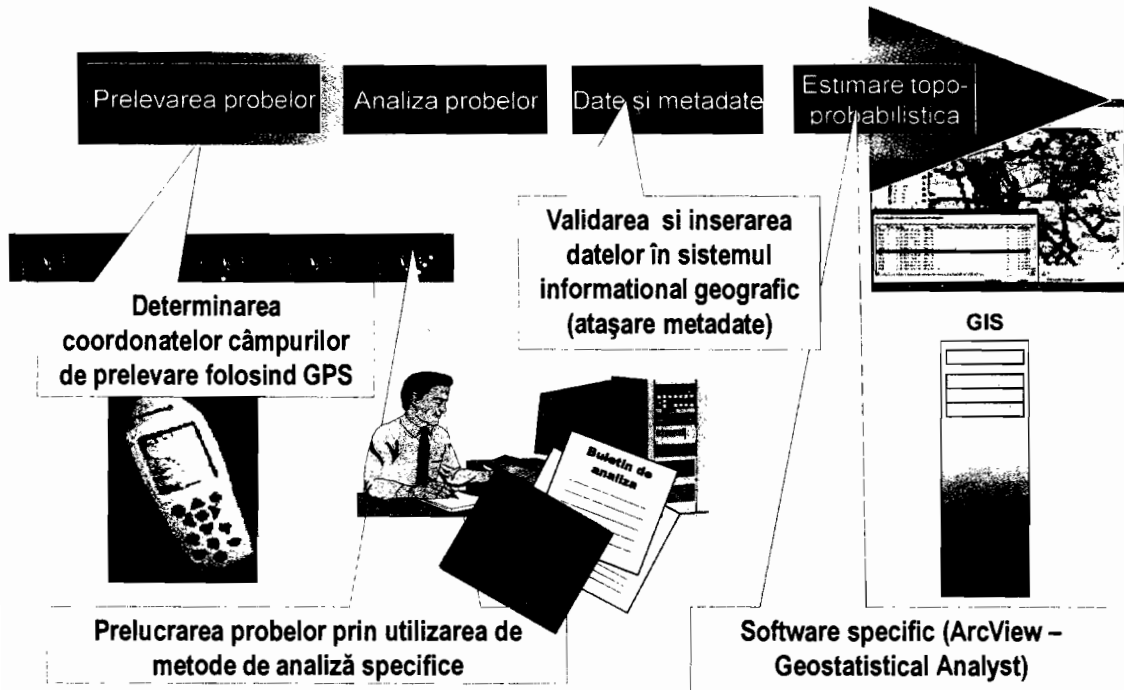 Prelevarea probelor
Analiza probelor
Date și metadate
Estimare topo-
probabilistica
Validarea si inserarea
datelor în sistemul
informational geografic
(ataşare metadate)
Determinarea
coordonatelor câmpurilor
de prelevare folosind GPS
GIS
Buletin de
analiza
Prelucrarea probelor prin utilizarea de
metode de analiză specifice
Software specific (ArcView –
Geostatistical Analyst)